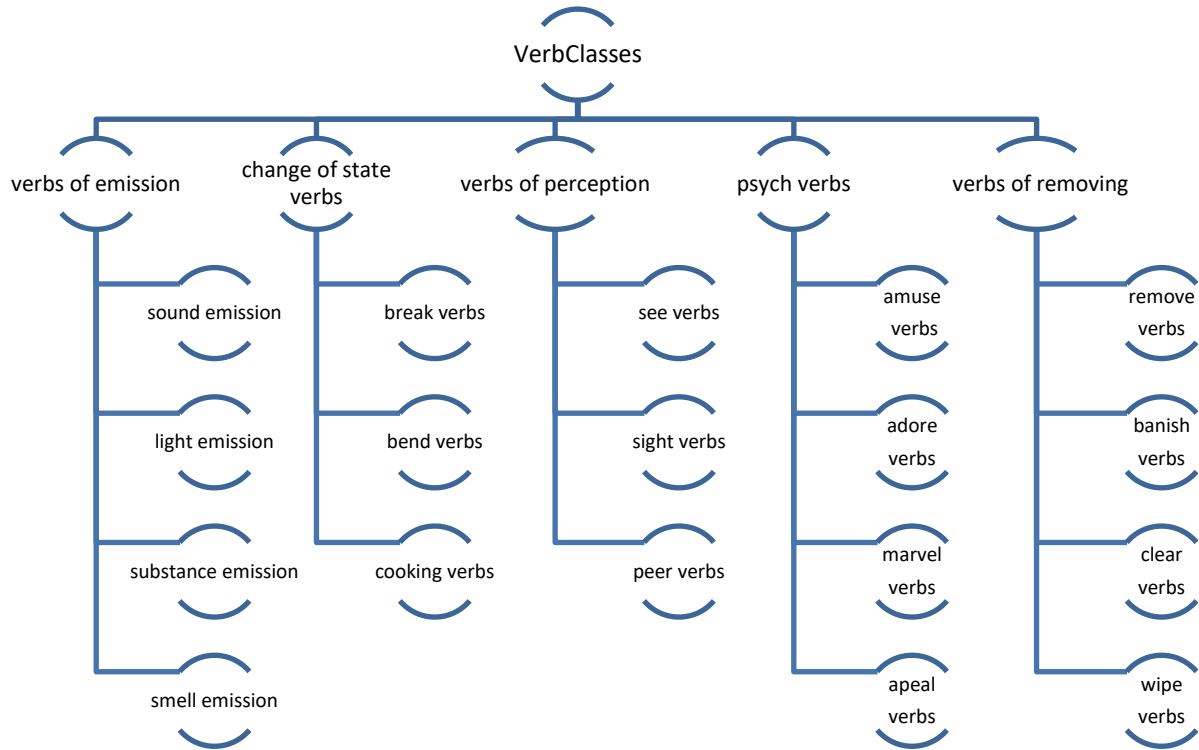 VerbClasses
verbs of emission
change of state
verbs
verbs of perception
psych verbs
verbs of removing
sound emission
light emission
substance emission
smell emission
break verbs
bend verbs
cooking verbs
see verbs
sight verbs
peer verbs
amuse
verbs
adore
verbs
marvel
verbs
apeal
verbs
remove
verbs
banish
verbs
clear
verbs
wipe
verbs